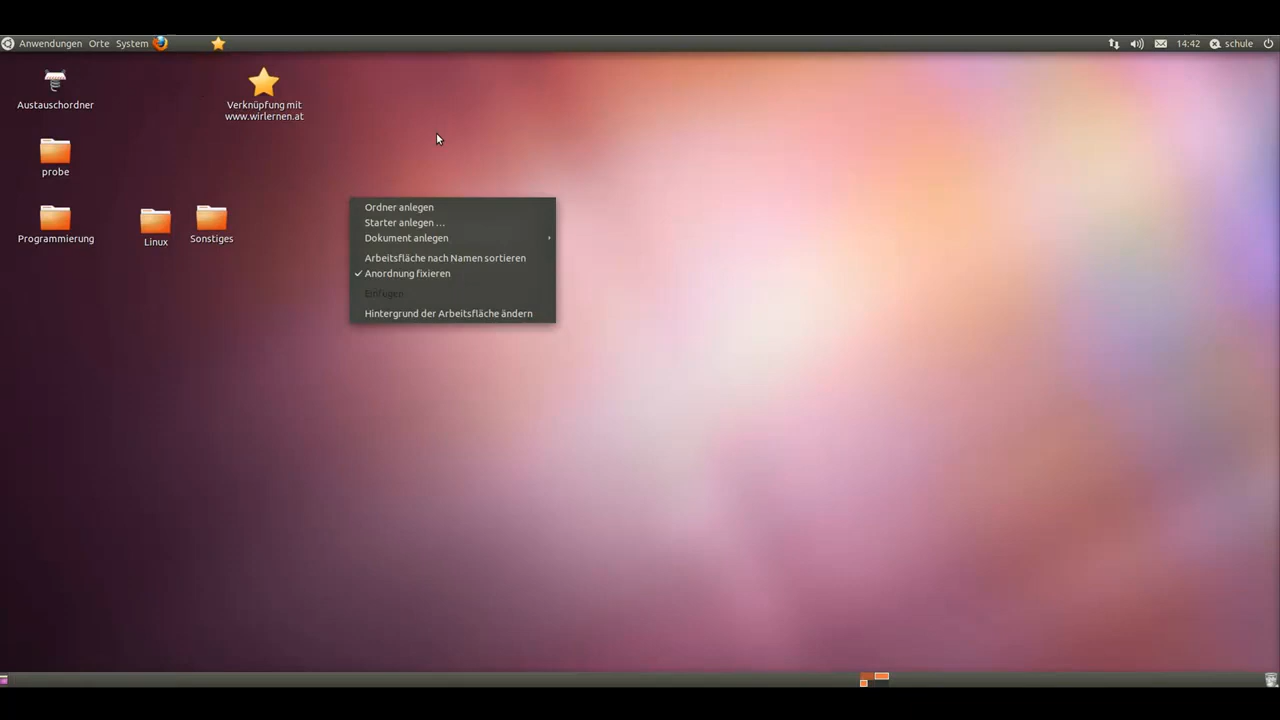 Anwendungen Orte System
14:42 schule
Austauschordner
Verknüpfung mit
www.wirlernen.at
probe
Programmierung
Linux
Sonstiges
Ordner anlegen
Starter anlegen ...
Dokument anlegen
Arbeitsfläche nach Namen sortieren
Anordnung fixieren
Einfügen
Hintergrund der Arbeitsfläche ändern